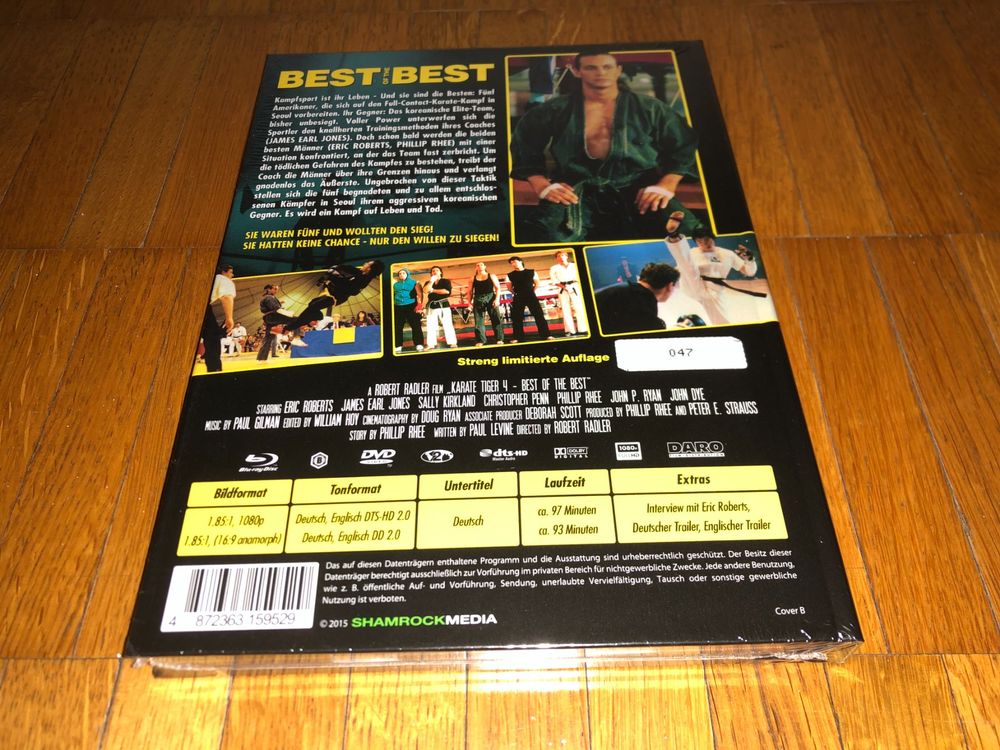 BEST OF THE BEST
Kampfsport ist ihr Leben - Und sie sind die Besten: Fünf
Amerikaner, die sich auf den Full-Contact-Karate-Kampf in
Seoul vorbereiten. Ihr Gegner: Das koreanische Elite-Team,
bisher unbesiegt. Voller Power unterwerfen sich die
Sportler den knallharten Trainingsmethoden ihres Coaches
(JAMES EARL JONES). Doch schon bald werden die beiden
besten Männer (ERIC ROBERTS, PHILLIP RHEE) mit einer
Situation konfrontiert, an der das Team fast zerbricht. Um
die tödlichen Gefahren des Kampfes zu bestehen, treibt der
Coach die Männer über ihre Grenzen hinaus und verlangt
gnadenlos das Äußerste. Ungebrochen von dieser Taktik
stellen sich die fünf begnadeten und zu allem entschlos-
senen Kämpfer in Seoul ihrem aggressiven koreanischen
Gegner. Es wird ein Kampf auf Leben und Tod.
SIE WAREN FÜNF UND WOLLTEN DEN SIEG!
SIE HATTEN KEINE CHANCE - NUR DEN WILLEN ZU SIEGEN!
Streng limitierte Auflage
047
A ROBERT RADLER FILM „KARATE TIGER 4 - BEST OF THE BEST"
STARRING ERIC ROBERTS JAMES EARL JONES SALLY KIRKLAND CHRISTOPHER PENN PHILLIP RHEE JOHN P. RYAN JOHN DYE
MUSIC BY PAUL GILMAN EDITED BY WILLIAM HOY CINEMATOGRAPHY BY DOUG RYAN ASSOCIATE PRODUCER DEBORAH SCOTT PRODUCED BY PHILLIP RHEE AND PETER E. STRAUSS
STORY BY PHILLIP RHEE WRITTEN BY PAUL LEVINE DIRECTED BY ROBERT RADLER
Blu-ray Disc B DVD VIDEO dts-HD Master Audio DOLBY DIGITAL 1080p FULL HD DARO FILM DISTRIBUTION
Bildformat Tonformat Untertitel Laufzeit Extras
1.85:1, 1080p Deutsch, Englisch DTS-HD 2.0 Deutsch ca. 97 Minuten Interview mit Eric Roberts,
1.85:1, (16:9 anamorph) Deutsch, Englisch DD 2.0 ca. 93 Minuten Deutscher Trailer, Englischer Trailer
Das auf diesen Datenträgern enthaltene Programm und die Ausstattung sind urheberrechtlich geschützt. Der Besitz dieser
Datenträger berechtigt ausschließlich zur Vorführung im privaten Bereich für nichtgewerbliche Zwecke. Jede andere Benutzung,
wie z. B. öffentliche Auf- und Vorführung, Sendung, unerlaubte Vervielfältigung, Tausch oder sonstige gewerbliche
Nutzung ist verboten.
4 872363 159529
© 2015 SHAMROCKMEDIA
Cover B